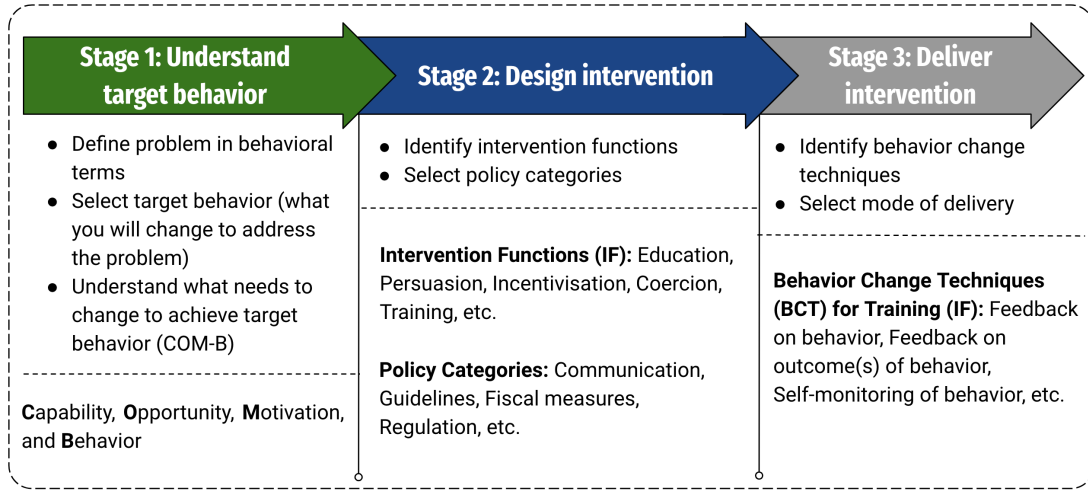 Stage 1: Understand
target behavior
● Define problem in behavioral
terms
● Select target behavior (what
you will change to address
the problem)
● Understand what needs to
change to achieve target
behavior (COM-B)
Capability, Opportunity, Motivation,
and Behavior
Stage 2: Design intervention
● Identify intervention functions
● Select policy categories
Intervention Functions (IF): Education,
Persuasion, Incentivisation, Coercion,
Training, etc.
Policy Categories: Communication,
Guidelines, Fiscal measures,
Regulation, etc.
Stage 3: Deliver
intervention
● Identify behavior change
techniques
● Select mode of delivery
Behavior Change Techniques
(BCT) for Training (IF): Feedback
on behavior, Feedback on
outcome(s) of behavior,
Self-monitoring of behavior, etc.